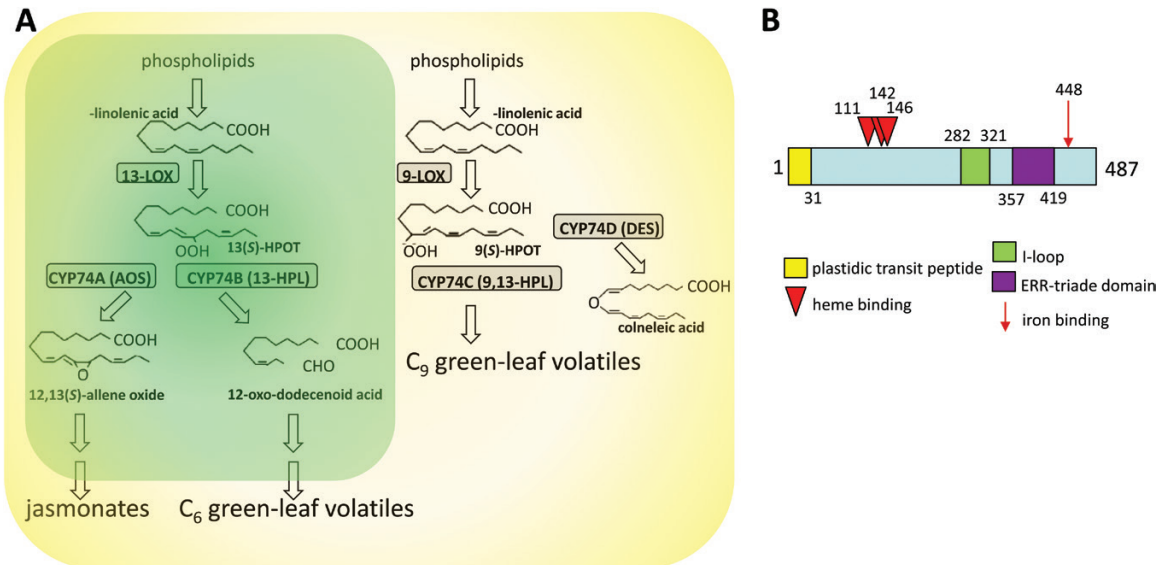 A
phospholipids
-linolenic acid
COOH
13-LOX
COOH
OOH
13(S)-HPOT
CYP74A (AOS)
CYP74B (13-HPL)
COOH
O
12,13(S)-allene oxide
COOH
CHO
12-oxo-dodecenoid acid
jasmonates
C6 green-leaf volatiles
phospholipids
-linolenic acid
COOH
9-LOX
COOH
OOH
9(S)-HPOT
CYP74C (9,13-HPL)
C9 green-leaf volatiles
CYP74D (DES)
COOH
O
colneleic acid
B
111
142
146
282
321
448
1
487
31
357
419
plastidic transit peptide
heme binding
I-loop
ERR-triade domain
iron binding